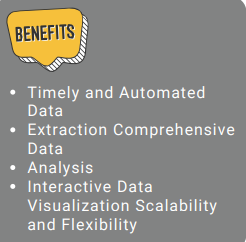 BENEFITS
• Timely and Automated
Data
• Extraction Comprehensive
Data
• Analysis
• Interactive Data
Visualization Scalability
and Flexibility